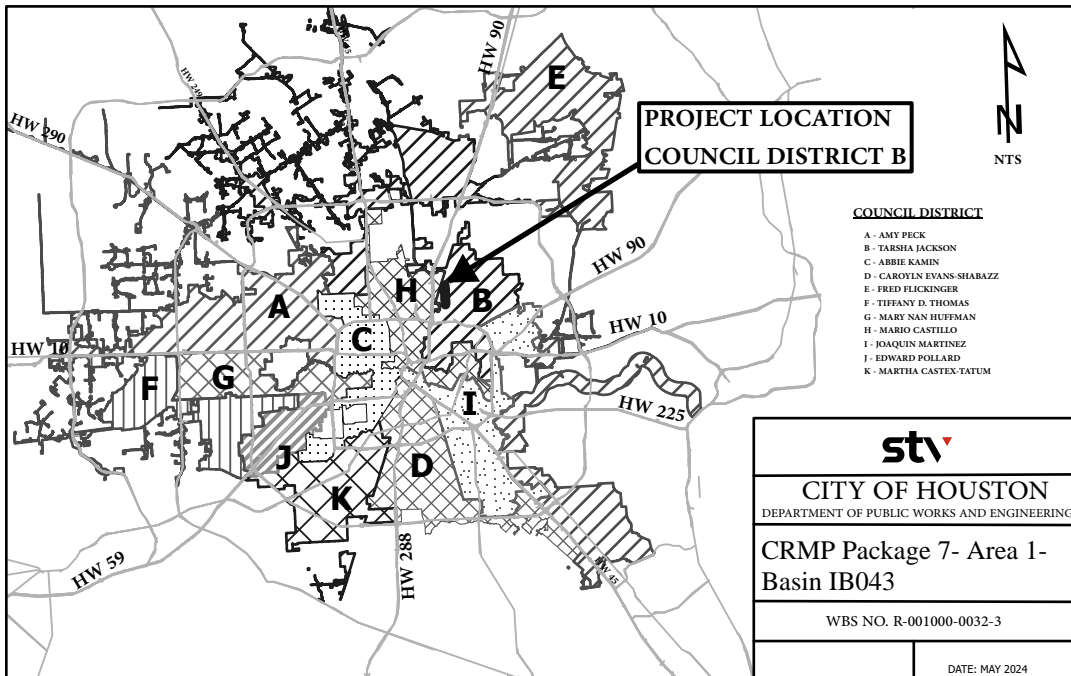 HW 90
HW 45
HW 249
E
PROJECT LOCATION
COUNCIL DISTRICT B
N
NTS
HW 290
COUNCIL DISTRICT
A - AMY PECK
B - TARSHA JACKSON
C - ABBIE KAMIN
D - CAROYLN EVANS-SHABAZZ
E - FRED FLICKINGER
F - TIFFANY D. THOMAS
G - MARY NAN HUFFMAN
H - MARIO CASTILLO
I - JOAQUIN MARTINEZ
J - EDWARD POLLARD
K - MARTHA CASTEX-TATUM
HW 90
A
H
B
HW 10
HW 10
C
F
G
I
HW 225
J
D
K
HW 59
HW 288
HW 45
stv
CITY OF HOUSTON
DEPARTMENT OF PUBLIC WORKS AND ENGINEERING
CRMP Package 7- Area 1-
Basin IB043
WBS NO. R-001000-0032-3
DATE: MAY 2024